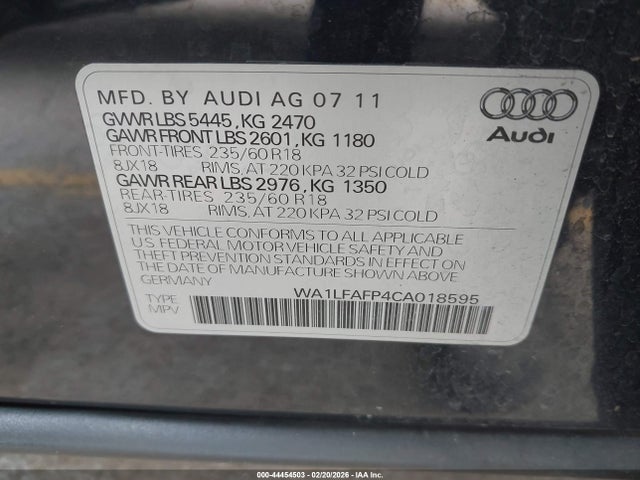 MFD. BY AUDI AG 07 11
GVWR LBS 5445, KG 2470
GAWR FRONT LBS 2601, KG 1180
FRONT-TIRES 235/60 R18
8JX18 RIMS, AT 220 KPA 32 PSI COLD
GAWR REAR LBS 2976, KG 1350
REAR-TIRES 235/60 R18
8JX18 RIMS, AT 220 KPA 32 PSI COLD
Audi
THIS VEHICLE CONFORMS TO ALL APPLICABLE
U.S. FEDERAL MOTOR VEHICLE SAFETY AND
THEFT PREVENTION STANDARDS IN EFFECT ON
THE DATE OF MANUFACTURE SHOWN ABOVE.
GERMANY
WA1LFAFP4CA018595
TYPE
MPV
000-44454503 - 02/20/2026 - IAA Inc.